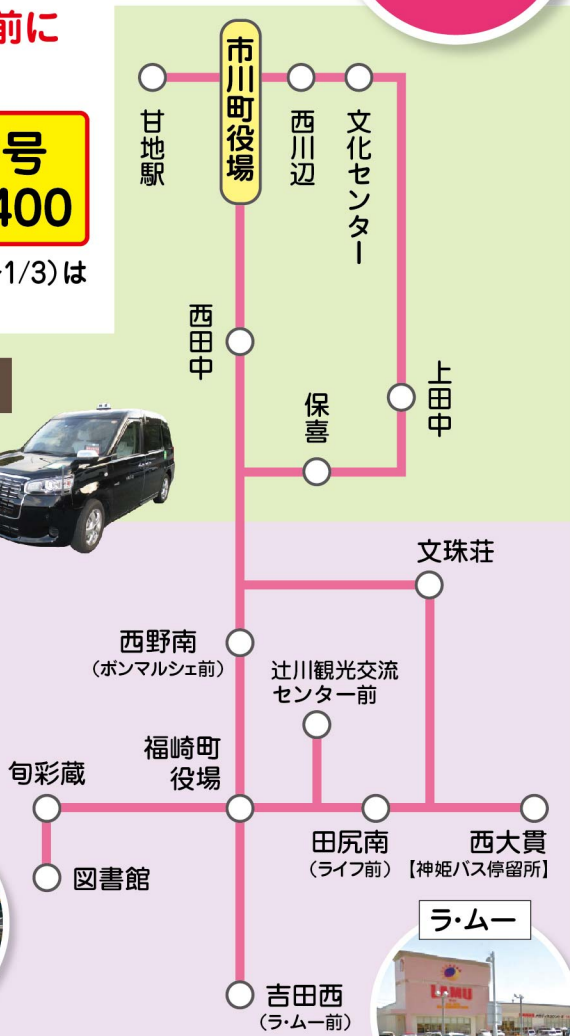 前に
号
400
1/3)は
市川町役場
甘地駅
西川辺
文化センター
西田中
上田中
保喜
文珠荘
西野南
(ボンマルシェ前)
辻川観光交流
センター前
福崎町
役場
旬彩蔵
図書館
田尻南
(ライフ前)
西大貫
【神姫バス停留所】
ラ・ムー
LAMU
吉田西
(ラ・ムー前)